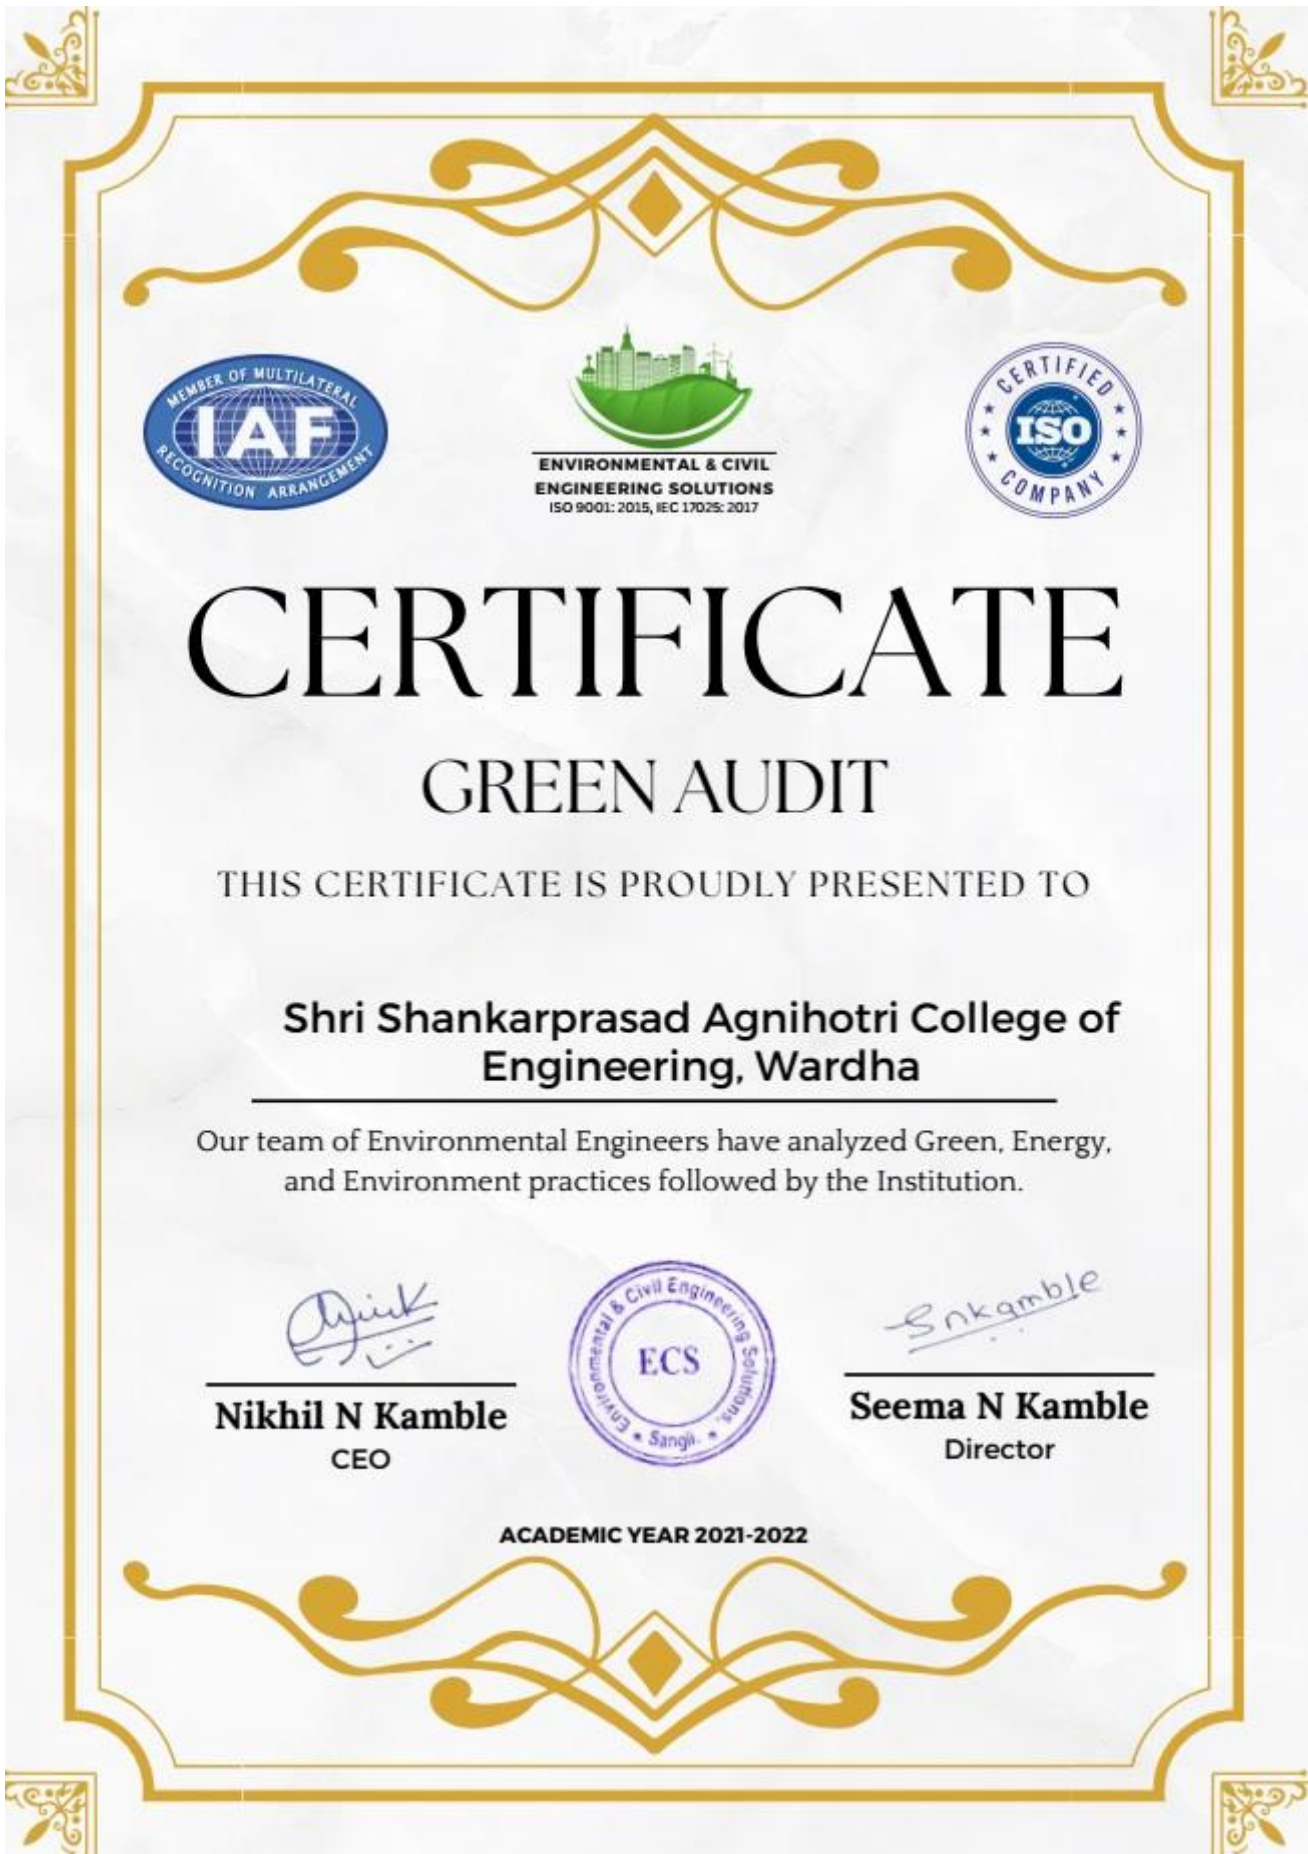 MEMBER OF MULTILATERAL
IAF
RECOGNITION ARRANGEMENT
ENVIRONMENTAL & CIVIL
ENGINEERING SOLUTIONS
ISO 9001: 2015, IEC 17025: 2017
CERTIFIED
ISO
COMPANY
CERTIFICATE
GREEN AUDIT
THIS CERTIFICATE IS PROUDLY PRESENTED TO
Shri Shankarprasad Agnihotri College of
Engineering, Wardha
Our team of Environmental Engineers have analyzed Green, Energy,
and Environment practices followed by the Institution.
Snkamble
Environmental & Civil Engineering Solutions.
ECS
Sangli.
Nikhil N Kamble
CEO
Seema N Kamble
Director
ACADEMIC YEAR 2021-2022